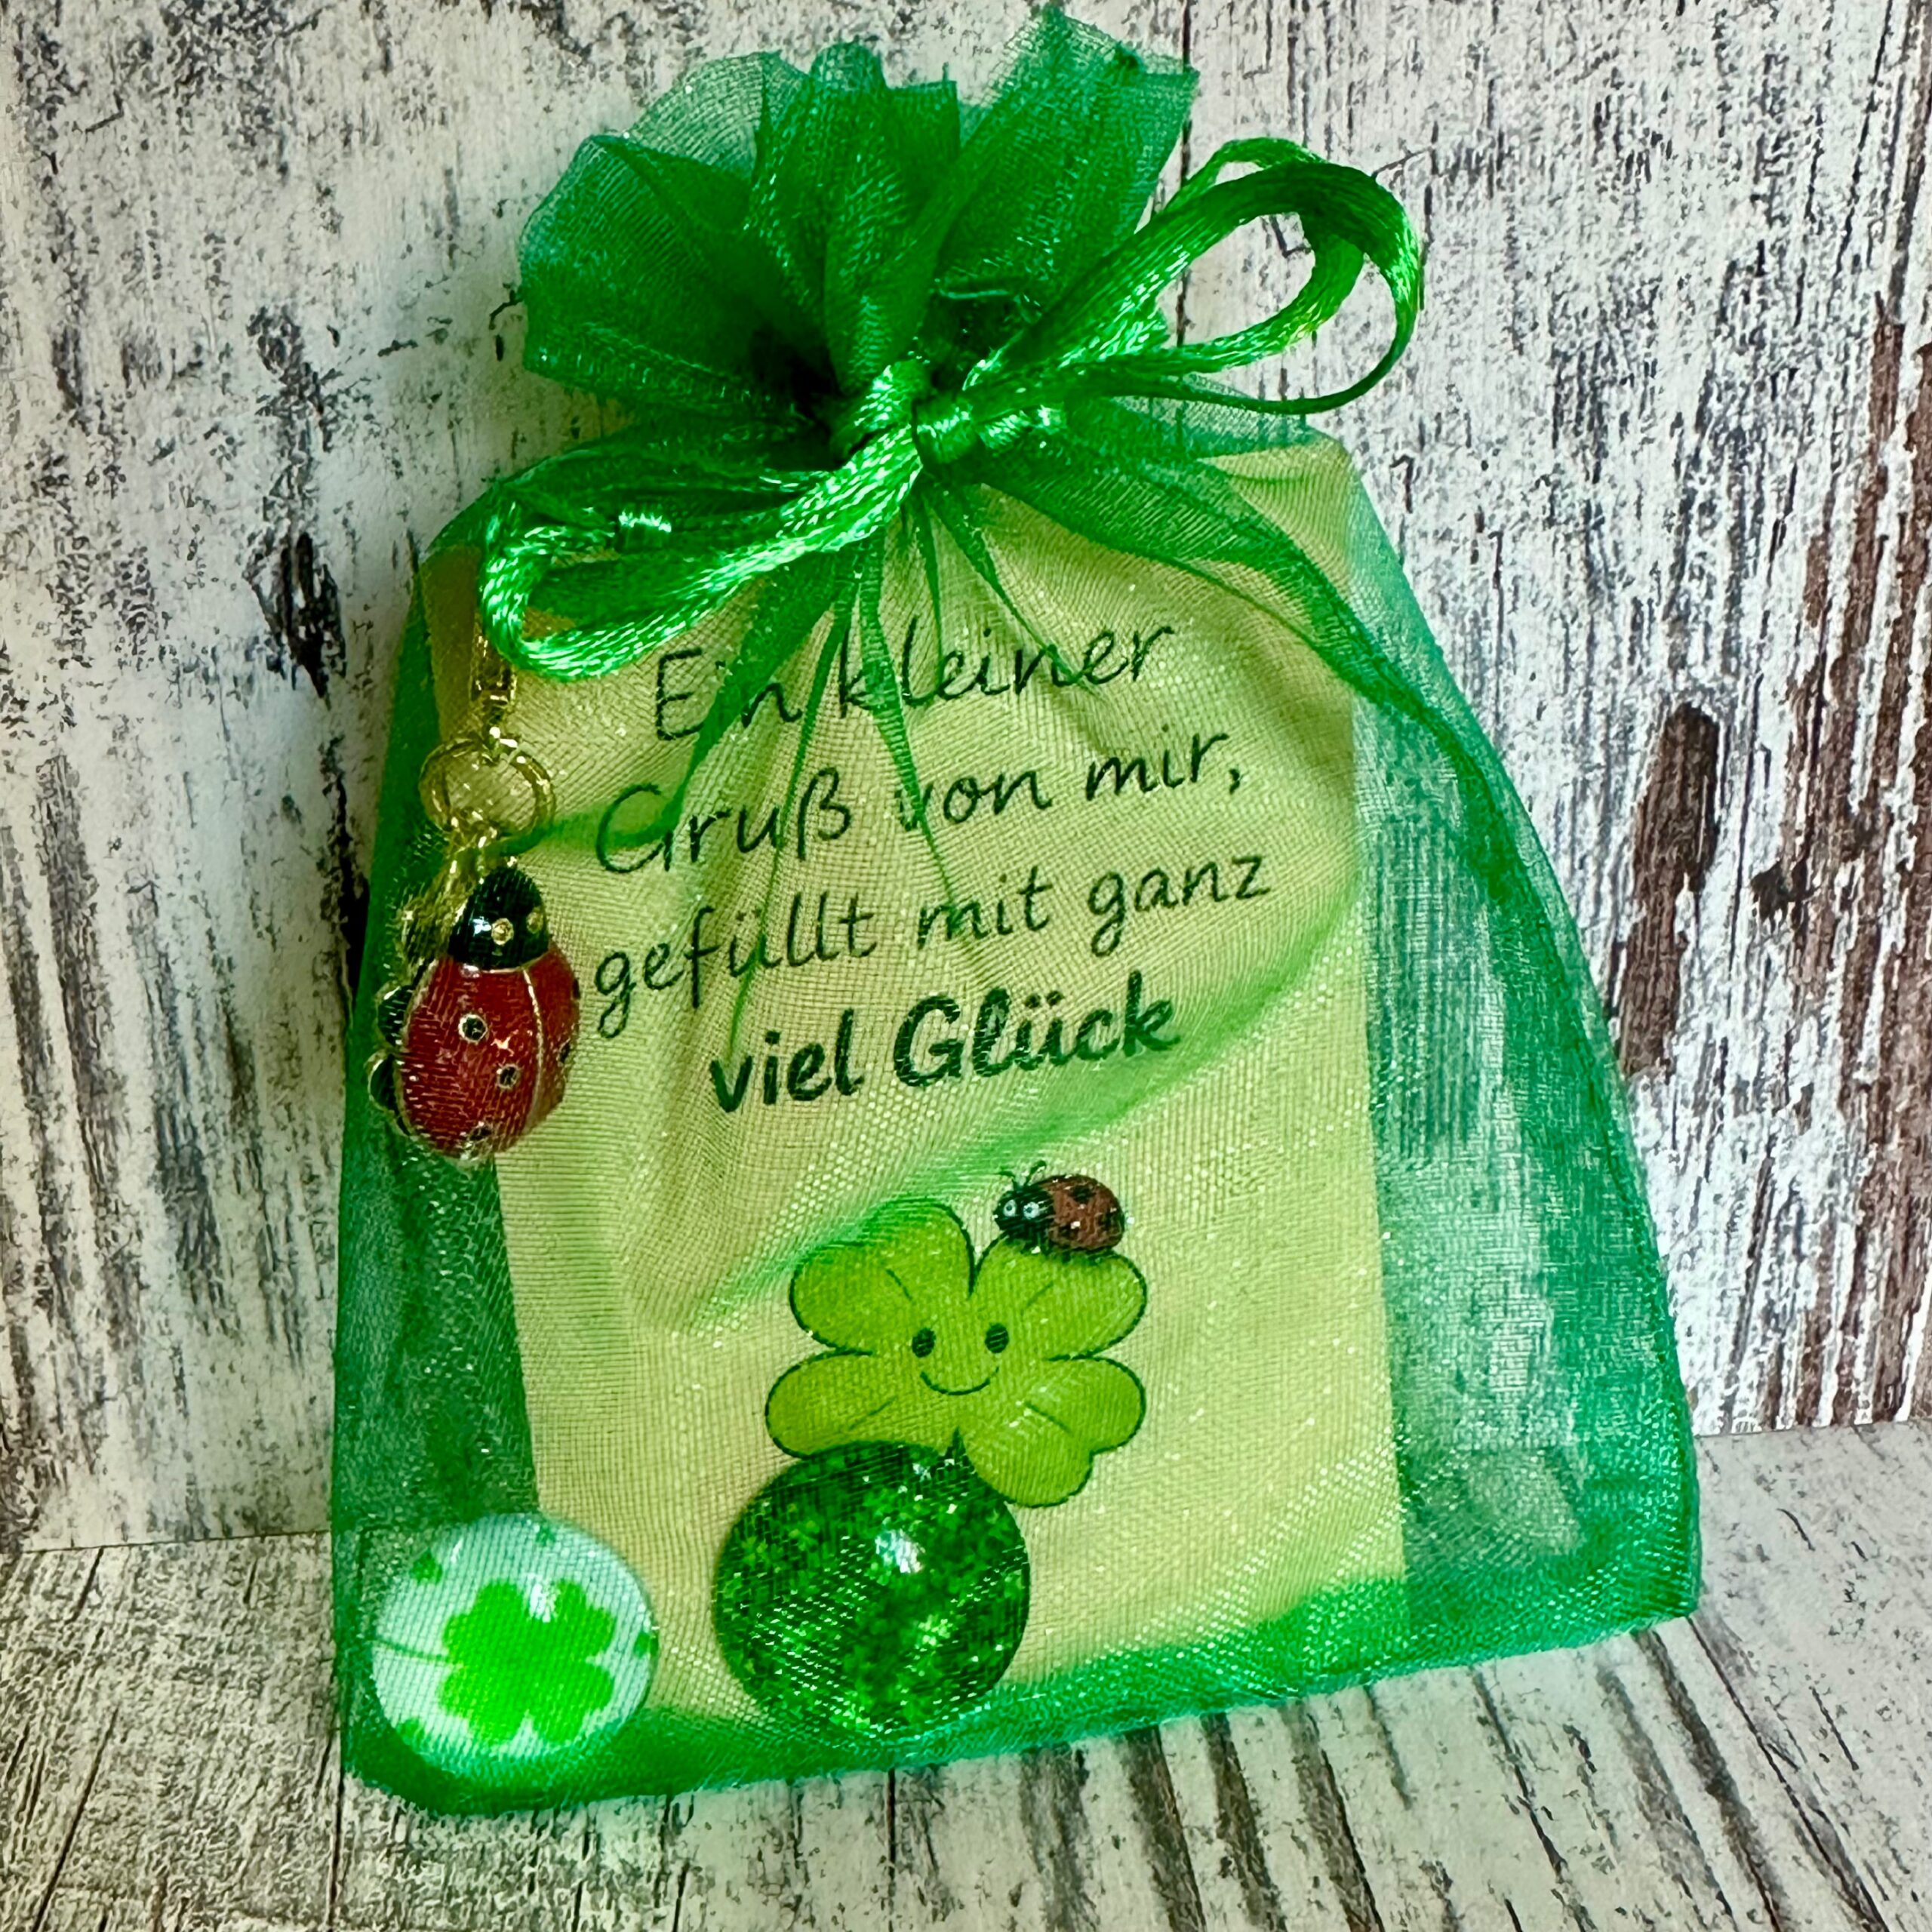 Ein kleiner
Gruß von mir,
gefüllt mit ganz
viel Glück